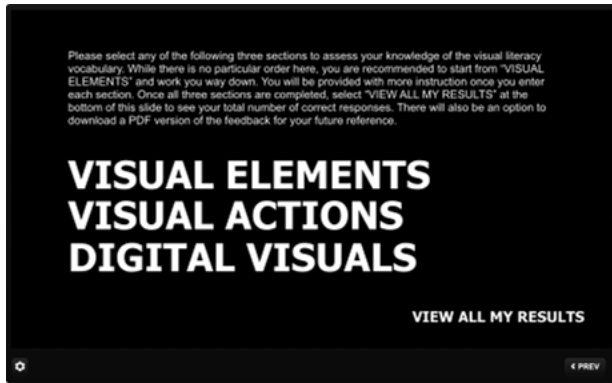 Please select any of the following three sections to assess your knowledge of the visual literacy
vocabulary. While there is no particular order here, you are recommended to start from "VISUAL
ELEMENTS" and work you way down. You will be provided with more instruction once you enter
each section. Once all three sections are completed, select "VIEW ALL MY RESULTS" at the
bottom of this slide to see your total number of correct responses. There will also be an option to
download a PDF version of the feedback for your future reference.
VISUAL ELEMENTS
VISUAL ACTIONS
DIGITAL VISUALS
VIEW ALL MY RESULTS
PREV